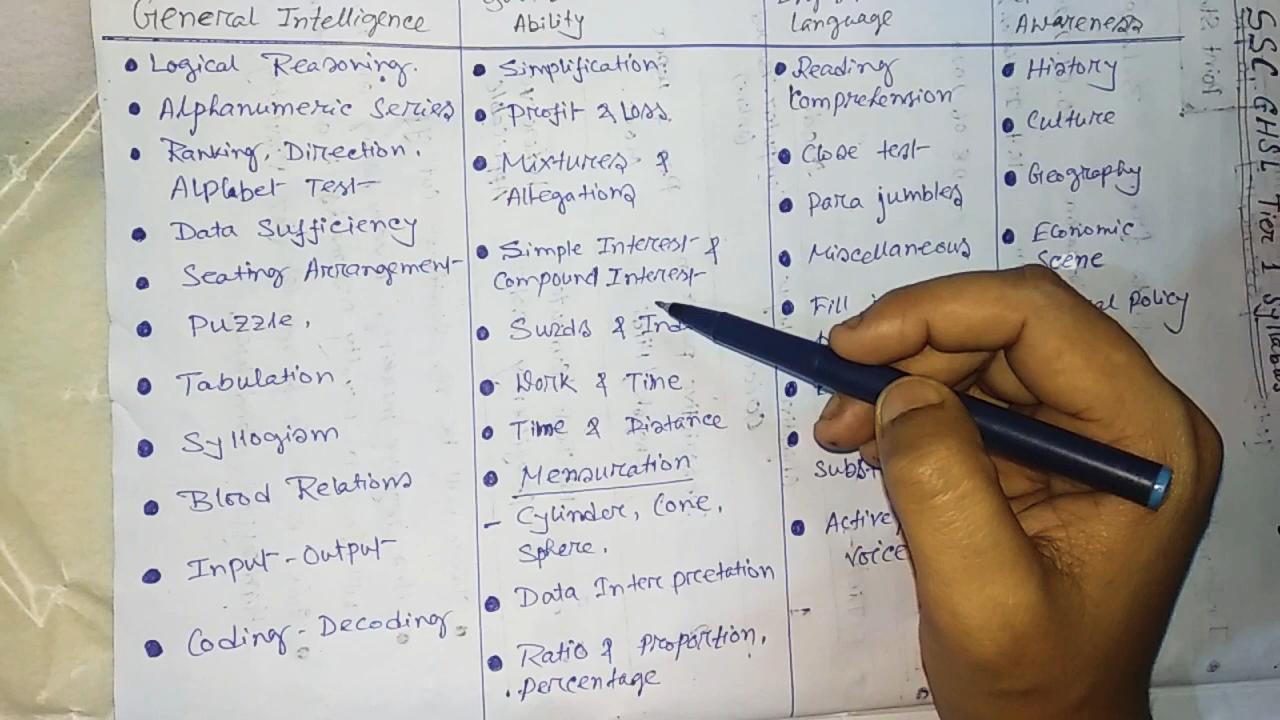 General Intelligence
Ability
Language
Awareness
• Logical Reasoning.
• Alphanumeric Series
• Ranking, Direction,
Alphabet Test
• Data Sufficiency
• Seating Arrangement
• Puzzle,
• Tabulation
• Syllogism
• Blood Relations
• Input-Output
• Coding-Decoding
• Simplification
• Profit & Loss
• Mixtures &
Allegations
• Simple Interest &
Compound Interest
• Surds &
• Work & Time
• Time & Distance
• Mensuration
- Cylinder, Cone,
Sphere.
• Data Interpretation
• Ratio & Proportion,
Percentage
• Reading
Comprehension
• Cloze test
• Para jumbles
• Miscellaneous
• Fill
• Active
voice
• History
• Culture
• Geography
• Economic
Scene
policy
SSC CHSL Tier 1 Syllabus